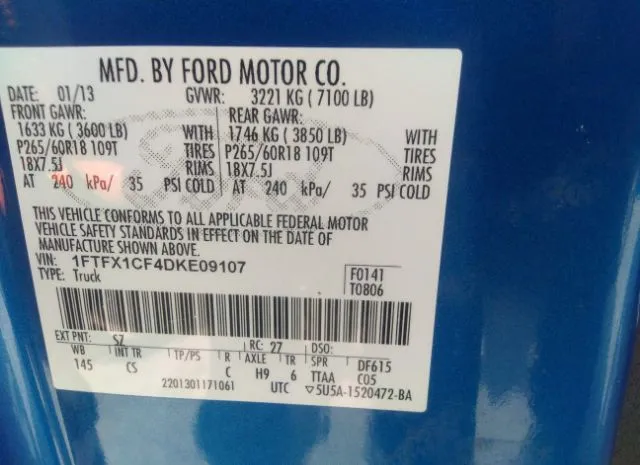 MFD. BY FORD MOTOR CO.
DATE: 01/13 GVWR: 3221 KG ( 7100 LB)
FRONT GAWR: REAR GAWR:
1633 KG ( 3600 LB) WITH 1746 KG ( 3850 LB) WITH
P265/60R18 109T TIRES P265/60R18 109T TIRES
18X7.5J RIMS 18X7.5J RIMS
AT 240 kPa/ 35 PSI COLD AT 240 kPa/ 35 PSI COLD
THIS VEHICLE CONFORMS TO ALL APPLICABLE FEDERAL MOTOR
VEHICLE SAFETY STANDARDS IN EFFECT ON THE DATE OF
MANUFACTURE SHOWN ABOVE.
VIN: 1FTFX1CF4DKE09107
TYPE: Truck
F0141
T0806
EXT PNT: SZ RC: 27 DSO:
WB INT TR TP/PS R AXLE TR SPR DF615
145 CS C H9 6 TTAA C05
2201301171061 UTC ▽5U5A-1520472-BA